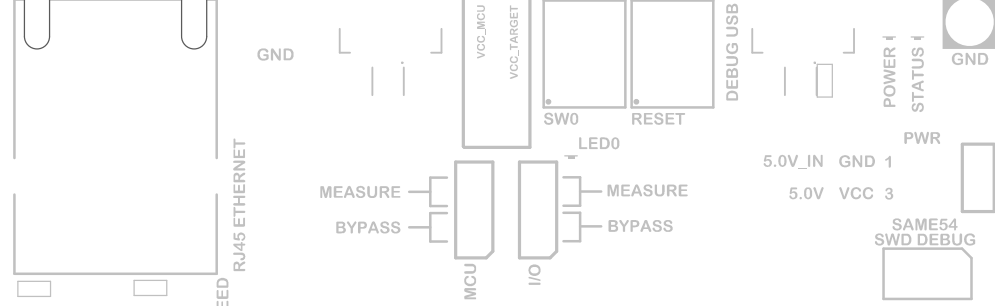 GND
VCC_MCU
VCC_TARGET
SW0
RESET
DEBUG USB
POWER
STATUS
GND
LED0
PWR
5.0V_IN GND 1
5.0V VCC 3
RJ45 ETHERNET
MEASURE
BYPASS
MEASURE
BYPASS
MCU
I/O
SAME54
SWD DEBUG